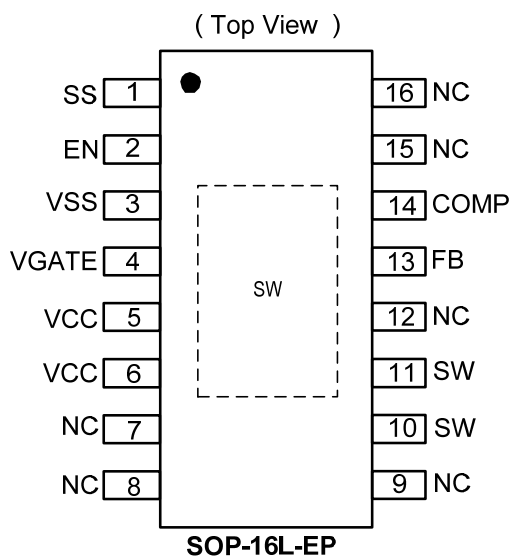 ( Top View )
SS 1 16 NC
EN 2 15 NC
VSS 3 14 COMP
VGATE 4 13 FB
SW
VCC 5 12 NC
VCC 6 11 SW
NC 7 10 SW
NC 8 9 NC
SOP-16L-EP